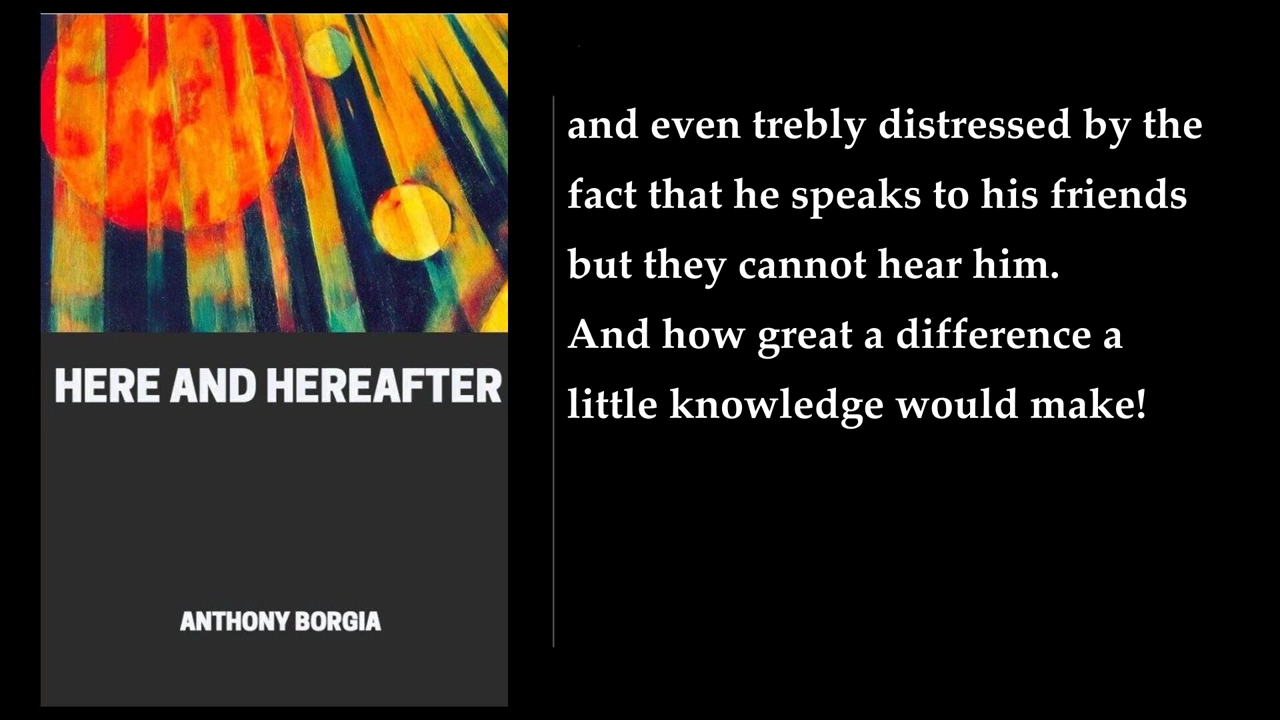 HERE AND HEREAFTER
ANTHONY BORGIA
and even trebly distressed by the
fact that he speaks to his friends
but they cannot hear him.
And how great a difference a
little knowledge would make!